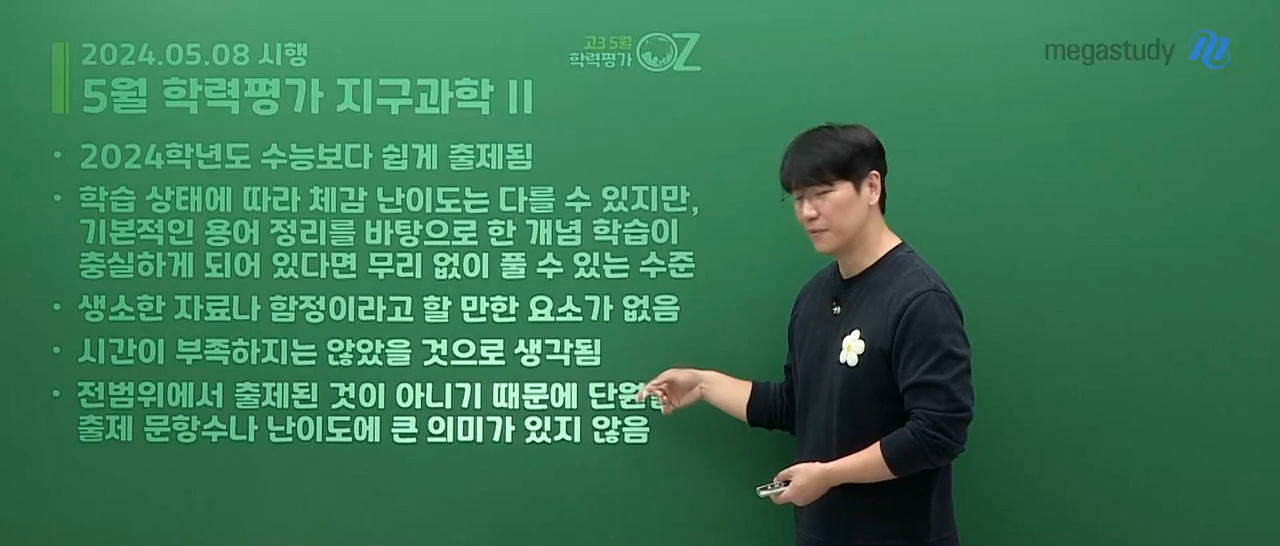 2024.05.08 시행
5월 학력평가 지구과학 II
고3 5월
학력평가 OZ
megastudy
• 2024학년도 수능보다 쉽게 출제됨
• 학습 상태에 따라 체감 난이도는 다를 수 있지만,
기본적인 용어 정리를 바탕으로 한 개념 학습이
충실하게 되어 있다면 무리 없이 풀 수 있는 수준
• 생소한 자료나 함정이라고 할 만한 요소가 없음
• 시간이 부족하지는 않았을 것으로 생각됨
• 전범위에서 출제된 것이 아니기 때문에
출제 문항수나 난이도에 큰 의미가 있지 않음